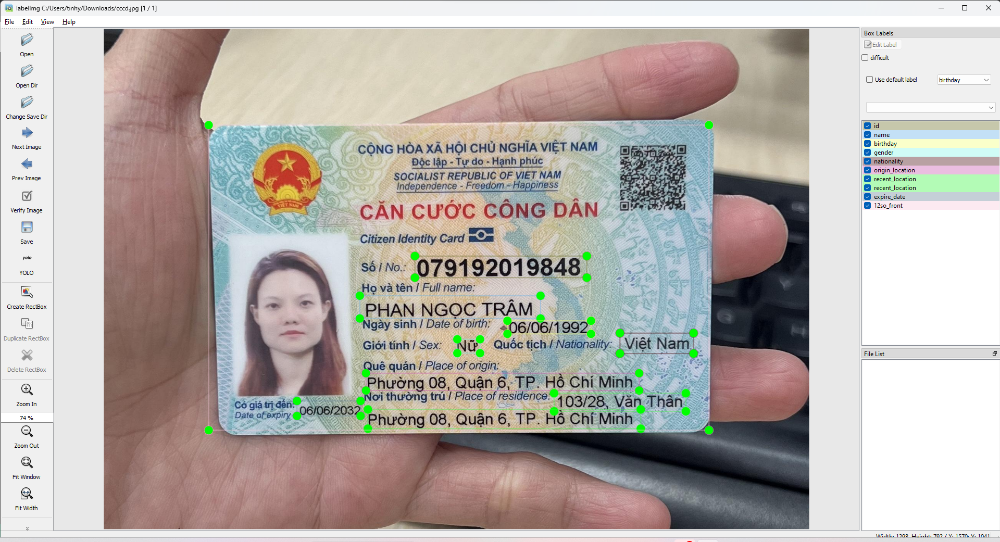 labelImg C:/Users/tinhy/Downloads/cccd.jpg [1 / 1]
File Edit View Help
Open
Open Dir
Change Save Dir
Next Image
Prev Image
Verify Image
Save
yolo
YOLO
Create RectBox
Duplicate RectBox
Delete RectBox
Zoom In
74 %
Zoom Out
Fit Window
Fit Width
CỘNG HÒA XÃ HỘI CHỦ NGHĨA VIỆT NAM
Độc lập - Tự do - Hạnh phúc
SOCIALIST REPUBLIC OF VIET NAM
Independence - Freedom - Happiness
VIỆT NAM
CĂN CƯỚC CÔNG DÂN
Citizen Identity Card
Số / No.: 079192019848
Họ và tên / Full name:
PHAN NGỌC TRÂM
Ngày sinh / Date of birth: 06/06/1992
Giới tính / Sex: Nữ Quốc tịch / Nationality: Việt Nam
Quê quán / Place of origin:
Phường 08, Quận 6, TP. Hồ Chí Minh
Nơi thường trú / Place of residence: 103/28, Văn Thân
Phường 08, Quận 6, TP. Hồ Chí Minh
Có giá trị đến: 06/06/2032
Date of expiry
Box Labels
Edit Label
difficult
Use default label birthday
id
name
birthday
gender
nationality
origin_location
recent_location
recent_location
expire_date
12so_front
File List
Width: 1298, Height: 792 / X: 1570; Y: 1041